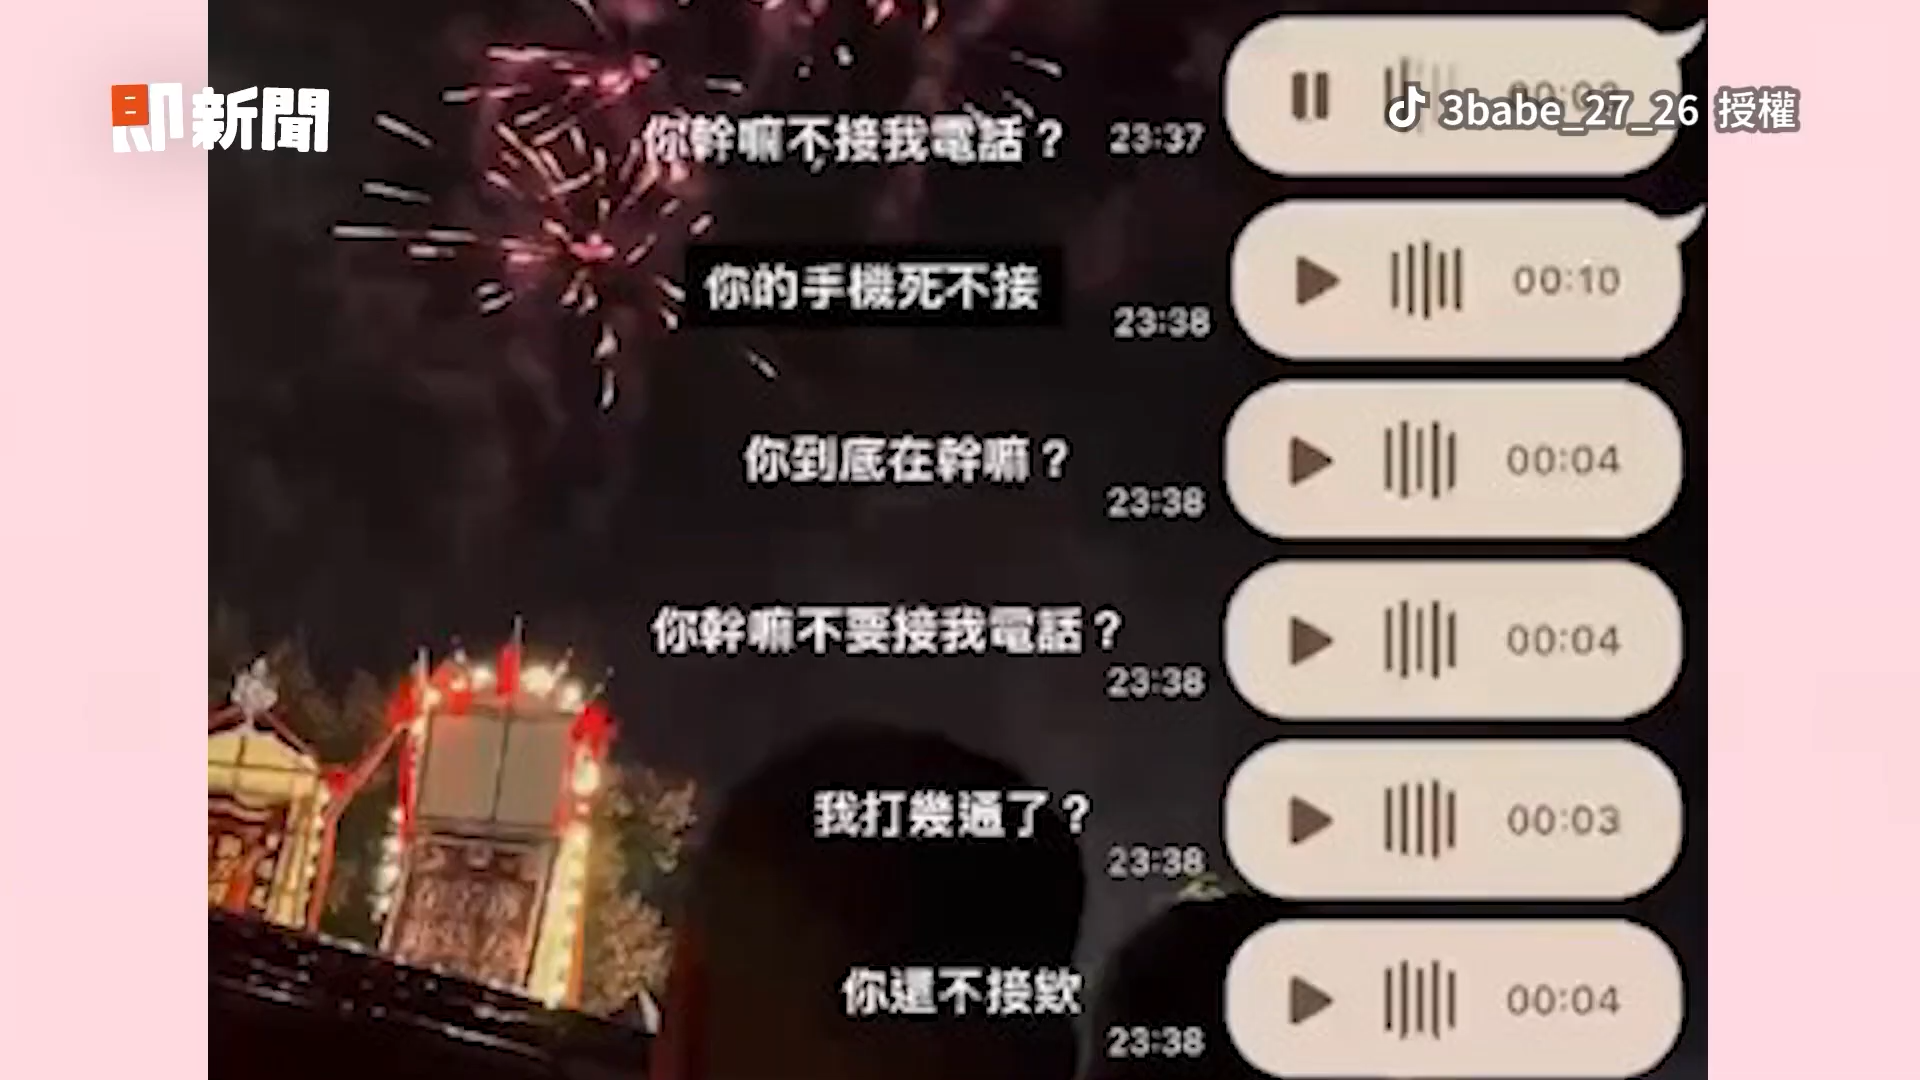 即新聞
3babe_27_26 授權
你幹嘛不接我電話？
23:37
你的手機死不接
23:38
00:10
你到底在幹嘛？
23:38
00:04
你幹嘛不要接我電話？
23:38
00:04
我打幾通了？
23:38
00:03
你還不接欸
23:38
00:04